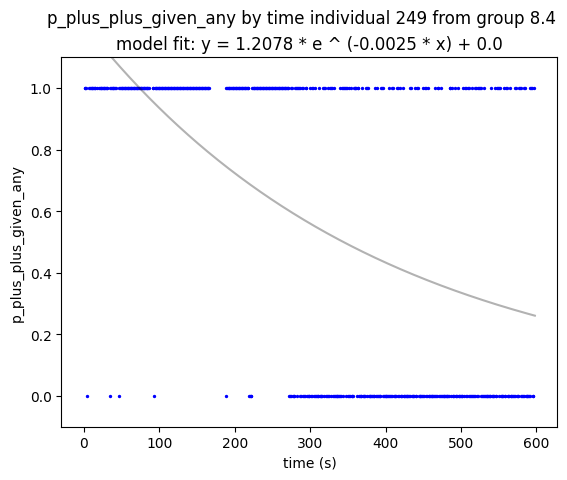 p_plus_plus_given_any by time individual 249 from group 8.4
model fit: y = 1.2078 * e ^ (-0.0025 * x) + 0.0
1.0
0.8
0.6
0.4
0.2
0.0
p_plus_plus_given_any
0 100 200 300 400 500 600
time (s)